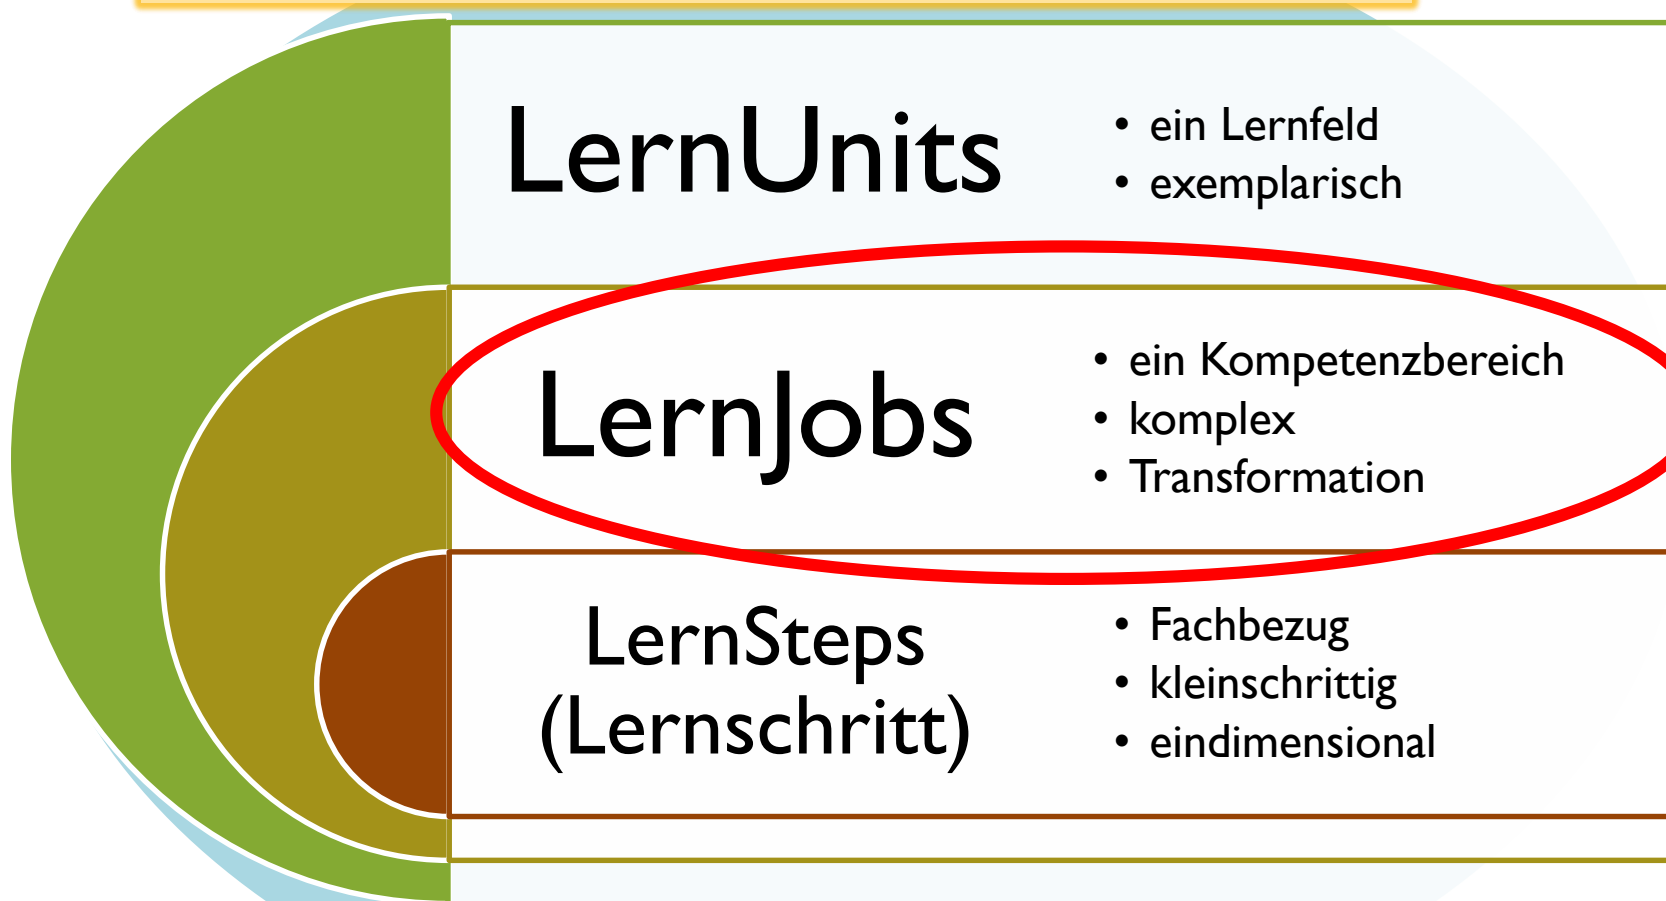 LernUnits
• ein Lernfeld
• exemplarisch
LernJobs
• ein Kompetenzbereich
• komplex
• Transformation
LernSteps
(Lernschritt)
• Fachbezug
• kleinschrittig
• eindimensional